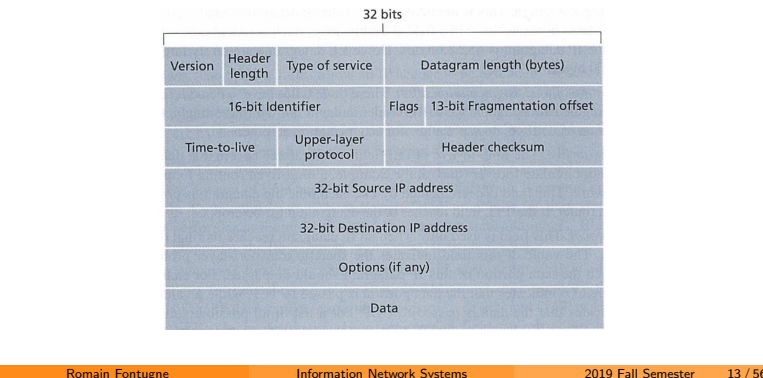 32 bits
Version Header length Type of service Datagram length (bytes)
16-bit Identifier Flags 13-bit Fragmentation offset
Time-to-live Upper-layer protocol Header checksum
32-bit Source IP address
32-bit Destination IP address
Options (if any)
Data
Romain Fontugne Information Network Systems 2019 Fall Semester 13 / 56